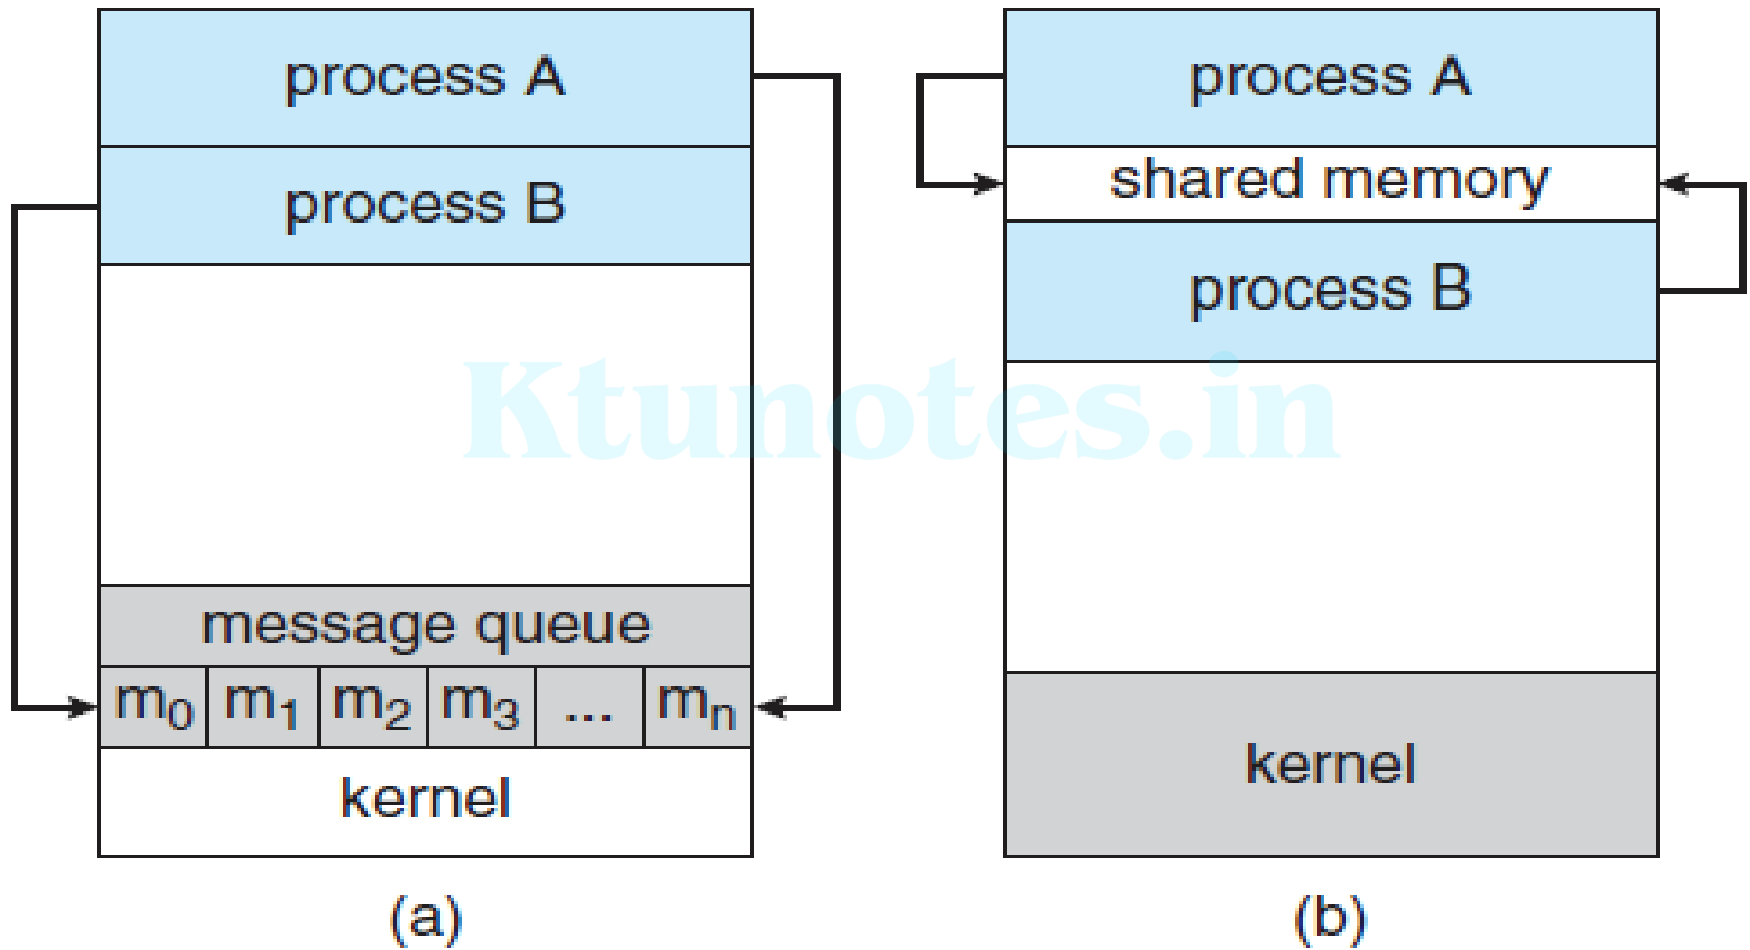 process A
process B
message queue
m0 m1 m2 m3 ... mn
kernel
(a)
process A
shared memory
process B
kernel
(b)
Ktunotes.in